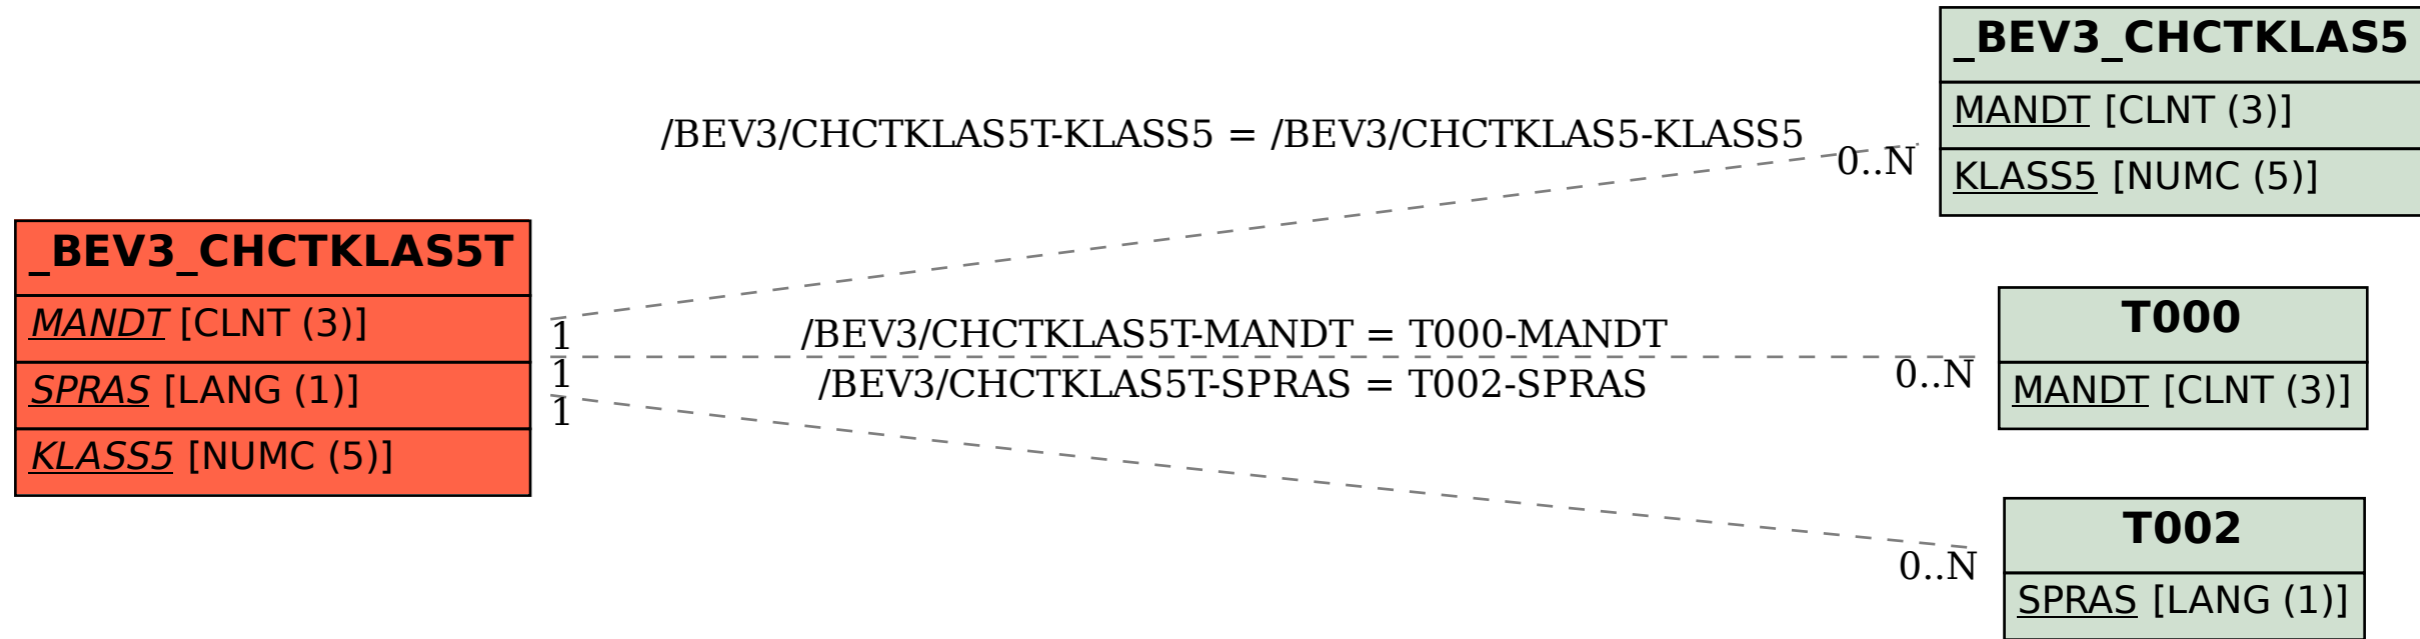 _BEV3_CHCTKLAS5
MANDT [CLNT (3)]
KLASS5 [NUMC (5)]
/BEV3/CHCTKLAS5T-KLASS5 = /BEV3/CHCTKLAS5-KLASS5
0..N
_BEV3_CHCTKLAS5T
MANDT [CLNT (3)]
SPRAS [LANG (1)]
KLASS5 [NUMC (5)]
1
/BEV3/CHCTKLAS5T-MANDT = T000-MANDT
1
0..N
/BEV3/CHCTKLAS5T-SPRAS = T002-SPRAS
1
0..N
T000
MANDT [CLNT (3)]
T002
SPRAS [LANG (1)]